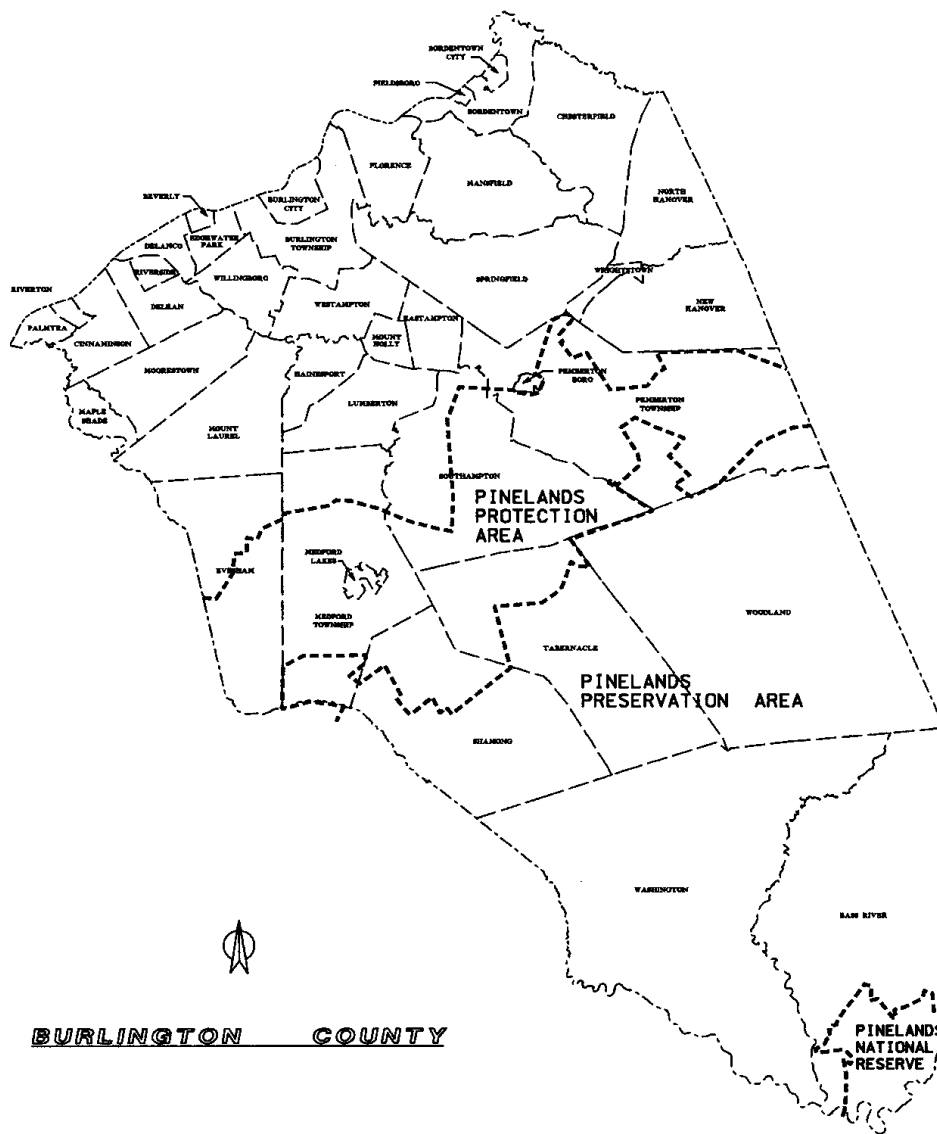 BORDENTOWN
CITY
FIELDSBORO
BORDENTOWN
CHESTERFIELD
FLORENCE
MANSFIELD
NORTH
HANOVER
BEVERLY
BURLINGTON
CITY
EDGEWATER
PARK
BURLINGTON
TOWNSHIP
DELANCO
RIVERSIDE
WILLINGBORO
SPRINGFIELD
WRIGHTSTOWN
RIVERTON
DELRAN
WESTAMPTON
EASTAMPTON
NEW
HANOVER
PALMYRA
CINNAMINSON
MOUNT
HOLLY
MOORESTOWN
HAINESPORT
PEMBERTON
BORO
LUMBERTON
PEMBERTON
TOWNSHIP
MAPLE
SHADE
MOUNT
LAUREL
SOUTHAMPTON
PINELANDS
PROTECTION
AREA
MEDFORD
LAKES
EVESHAM
MEDFORD
TOWNSHIP
WOODLAND
TABERNACLE
PINELANDS
PRESERVATION AREA
SHAMONG
WASHINGTON
BASS RIVER
BURLINGTON COUNTY
PINELANDS
NATIONAL
RESERVE